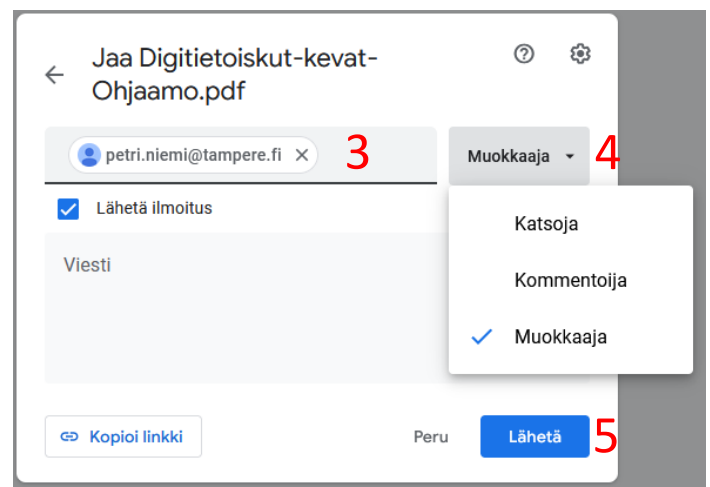 Jaa Digitietoiskut-kevat-
Ohjaamo.pdf
petri.niemi@tampere.fi 3
Muokkaaja 4
Lähetä ilmoitus
Katsoja
Viesti
Kommentoija
Muokkaaja
Kopioi linkki
Peru
Lähetä 5